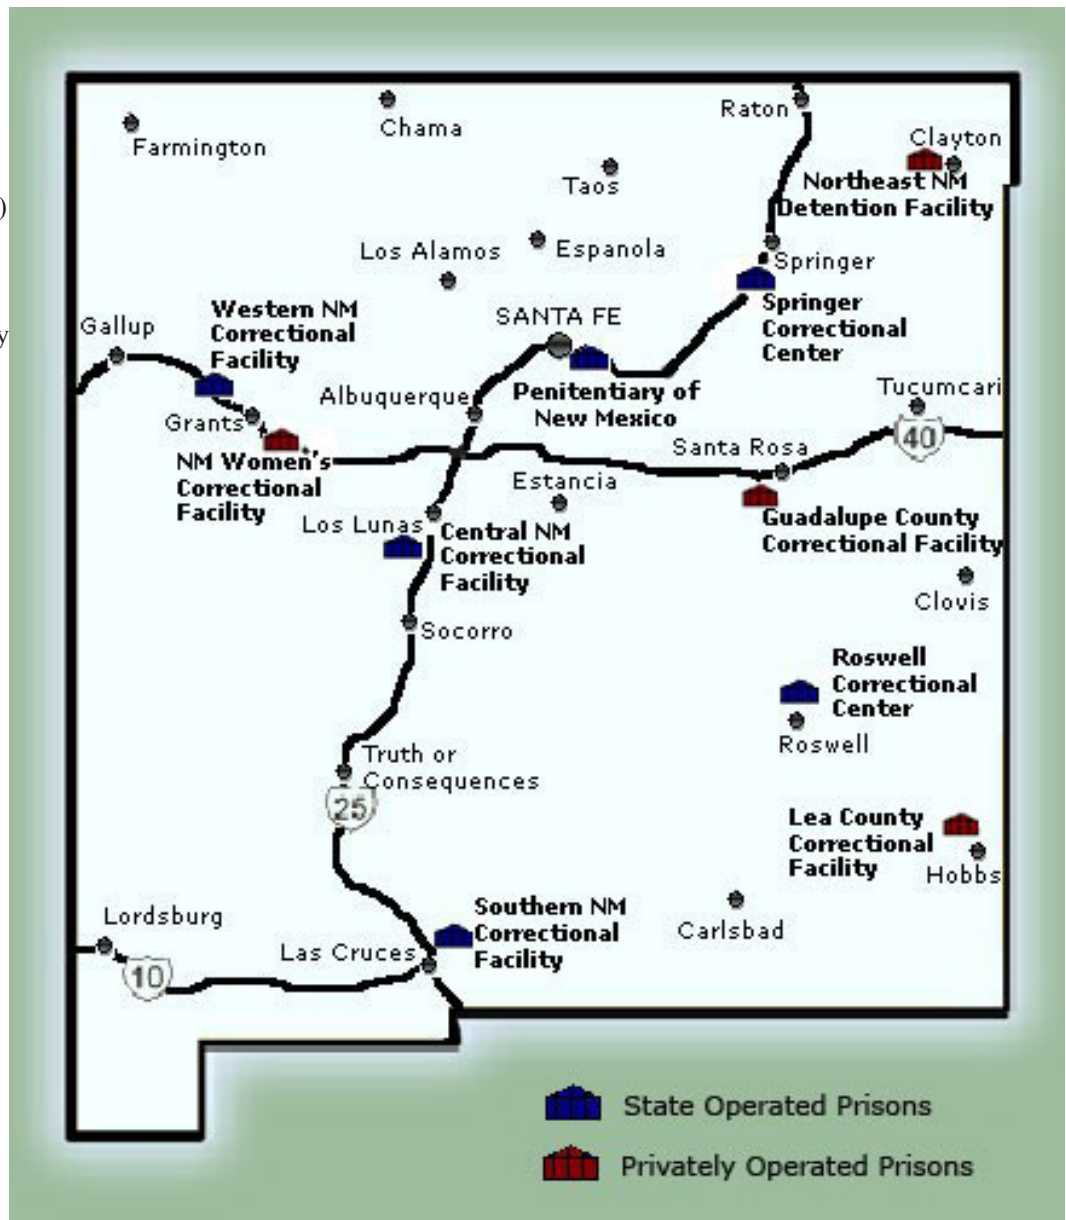 Raton
Chama
Clayton
Farmington
Northeast NM
Detention Facility
Taos
)
Espanola
Los Alamos
Springer
Western NM
Correctional
Facility
Springer
Correctional
Center
SANTA FE
Gallup
y
Tucumcari
Penitentiary of
New Mexico
Albuquerque
Grants
40
Santa Rosa
NM Women's
Correctional
Facility
Estancia
Guadalupe County
Correctional Facility
Los Lunas
Central NM
Correctional
Facility
Clovis
Socorro
Roswell
Correctional
Center
Roswell
Truth or
Consequences
25
Lea County
Correctional
Facility
Hobbs
Southern NM
Correctional
Facility
Carlsbad
Lordsburg
Las Cruces
10
State Operated Prisons
Privately Operated Prisons